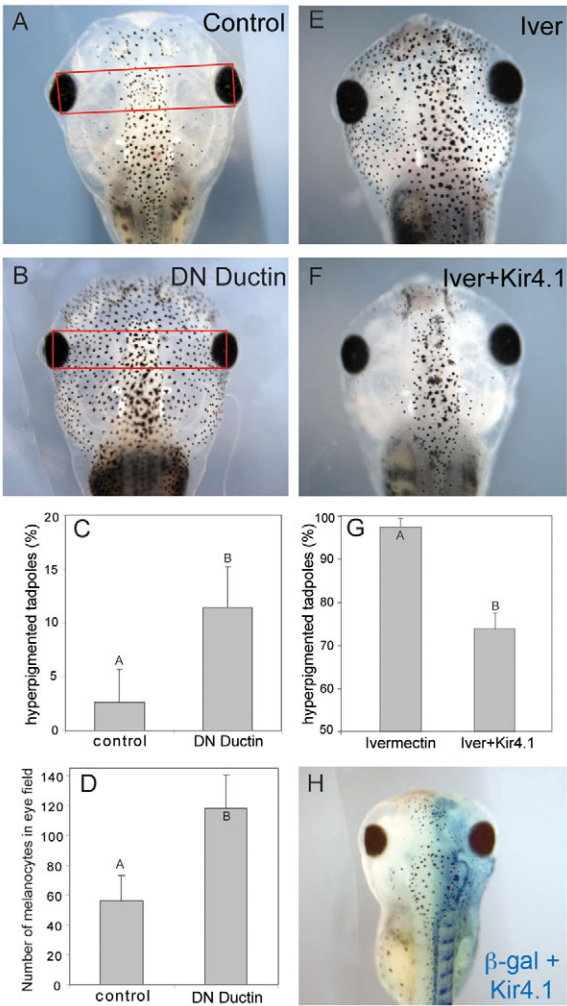 A
Control
E
Iver
B
DN Ductin
F
Iver+Kir4.1
C
hyperpigmented tadpoles (%)
20
15
10
5
0
A
B
control
DN Ductin
G
hyperpigmented tadpoles (%)
100
90
80
70
60
50
A
B
Ivermectin
Iver+Kir4.1
D
Number of melanocytes in eye field
140
120
100
80
60
40
20
0
A
B
control
DN Ductin
H
β-gal +
Kir4.1